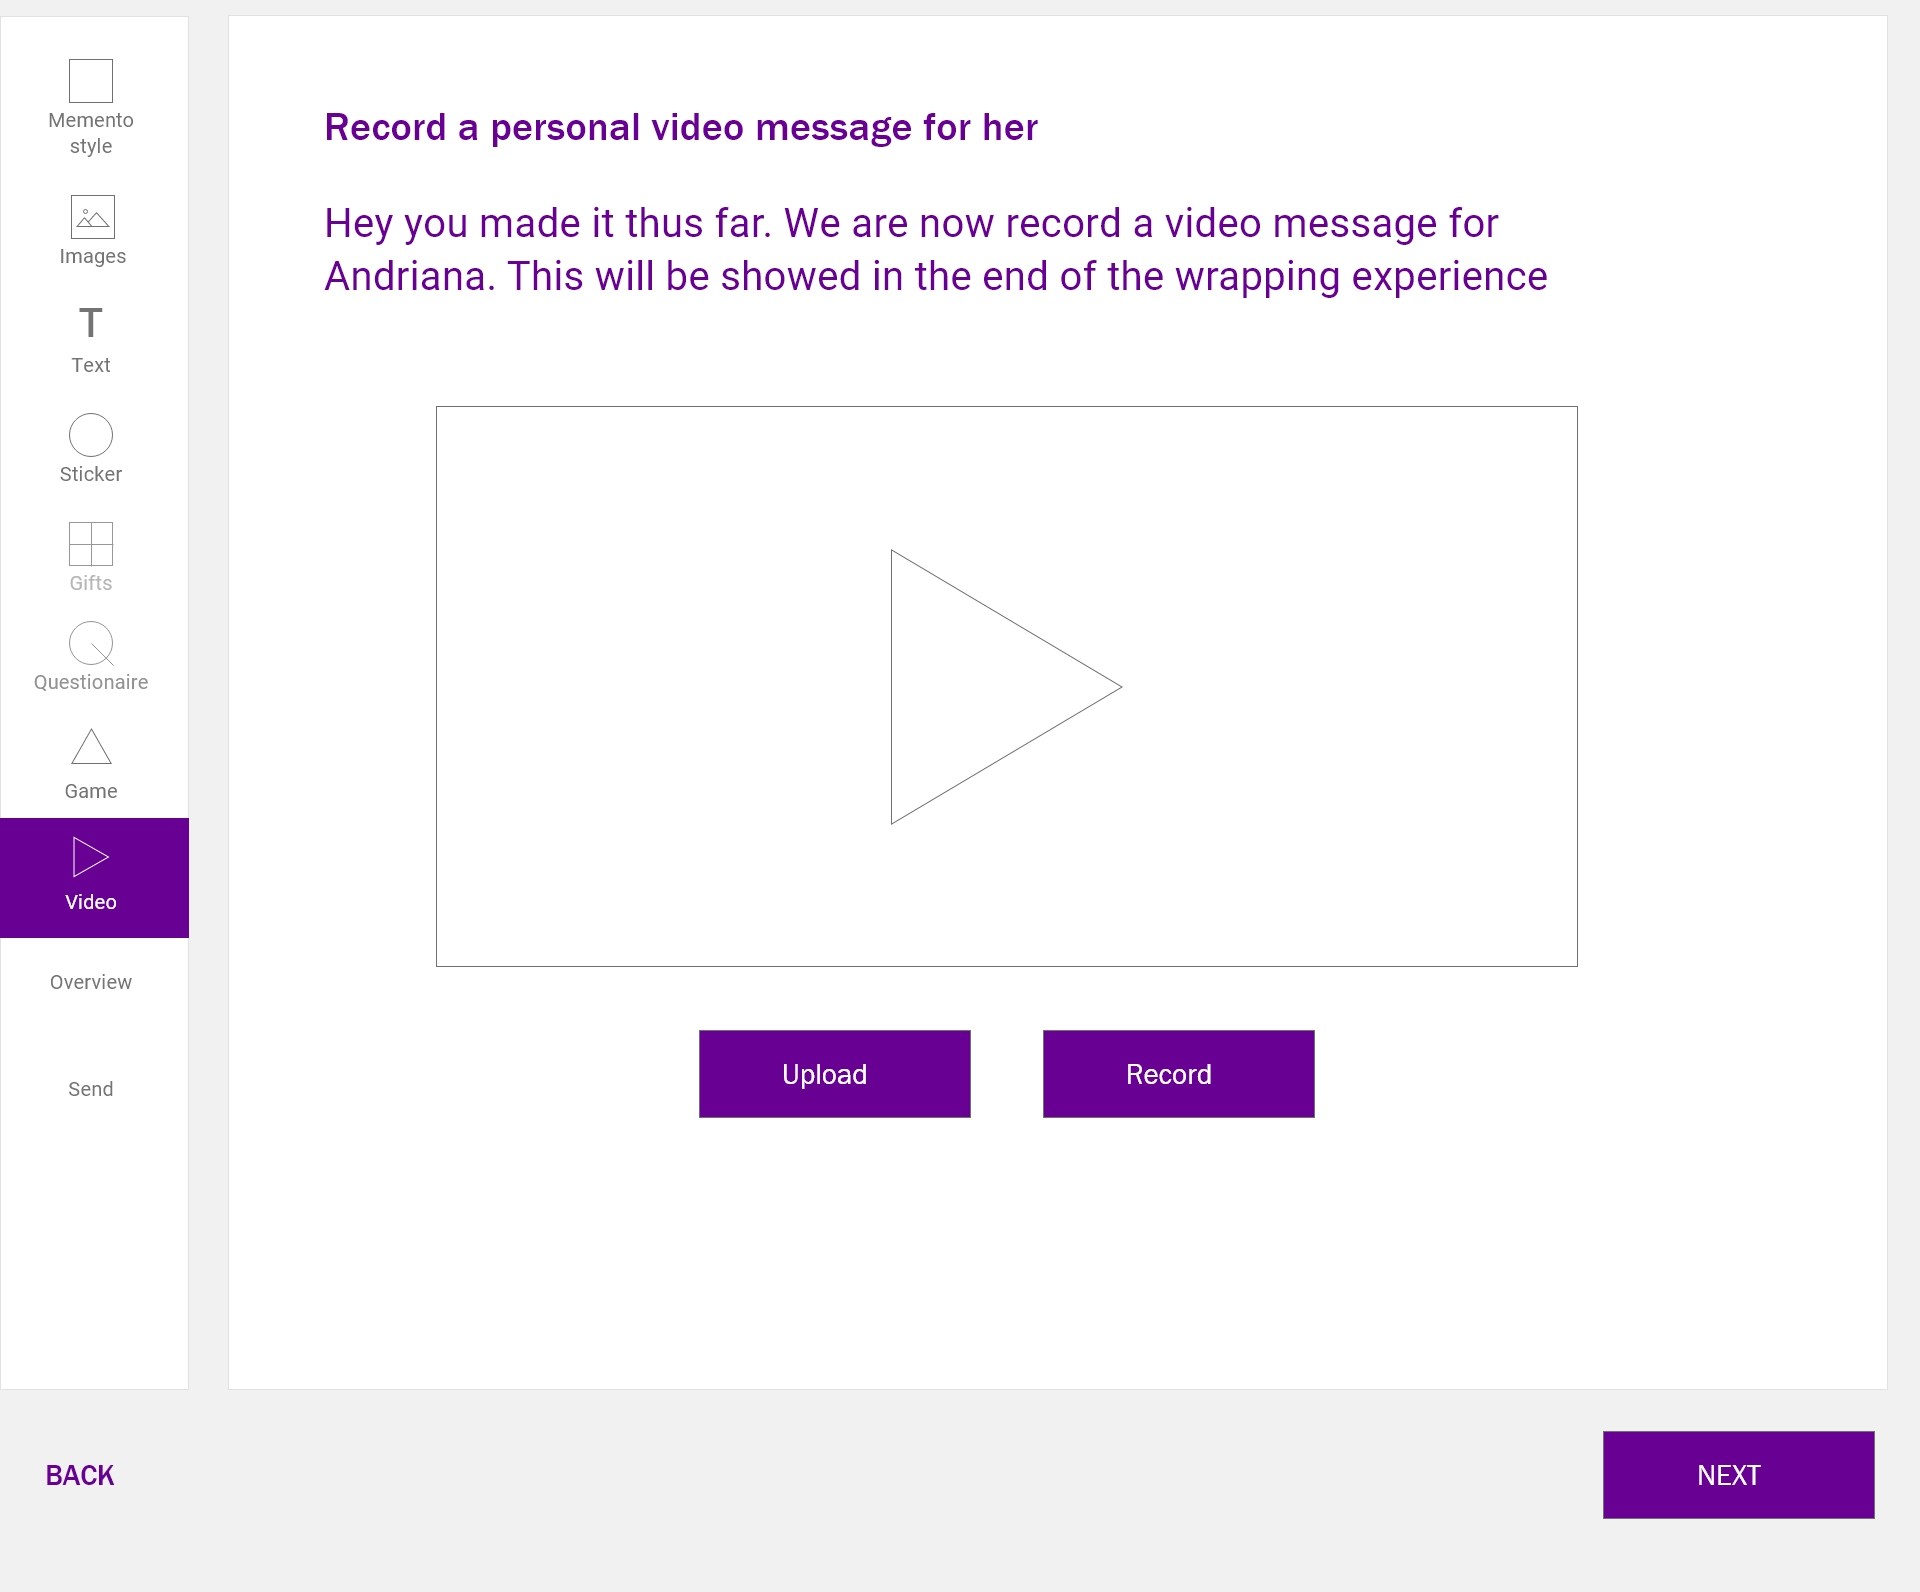 Memento
style
Images
T
Text
Sticker
Gifts
Questionaire
Game
Video
Overview
Send
Record a personal video message for her
Hey you made it thus far. We are now record a video message for
Andriana. This will be showed in the end of the wrapping experience
Upload
Record
BACK
NEXT